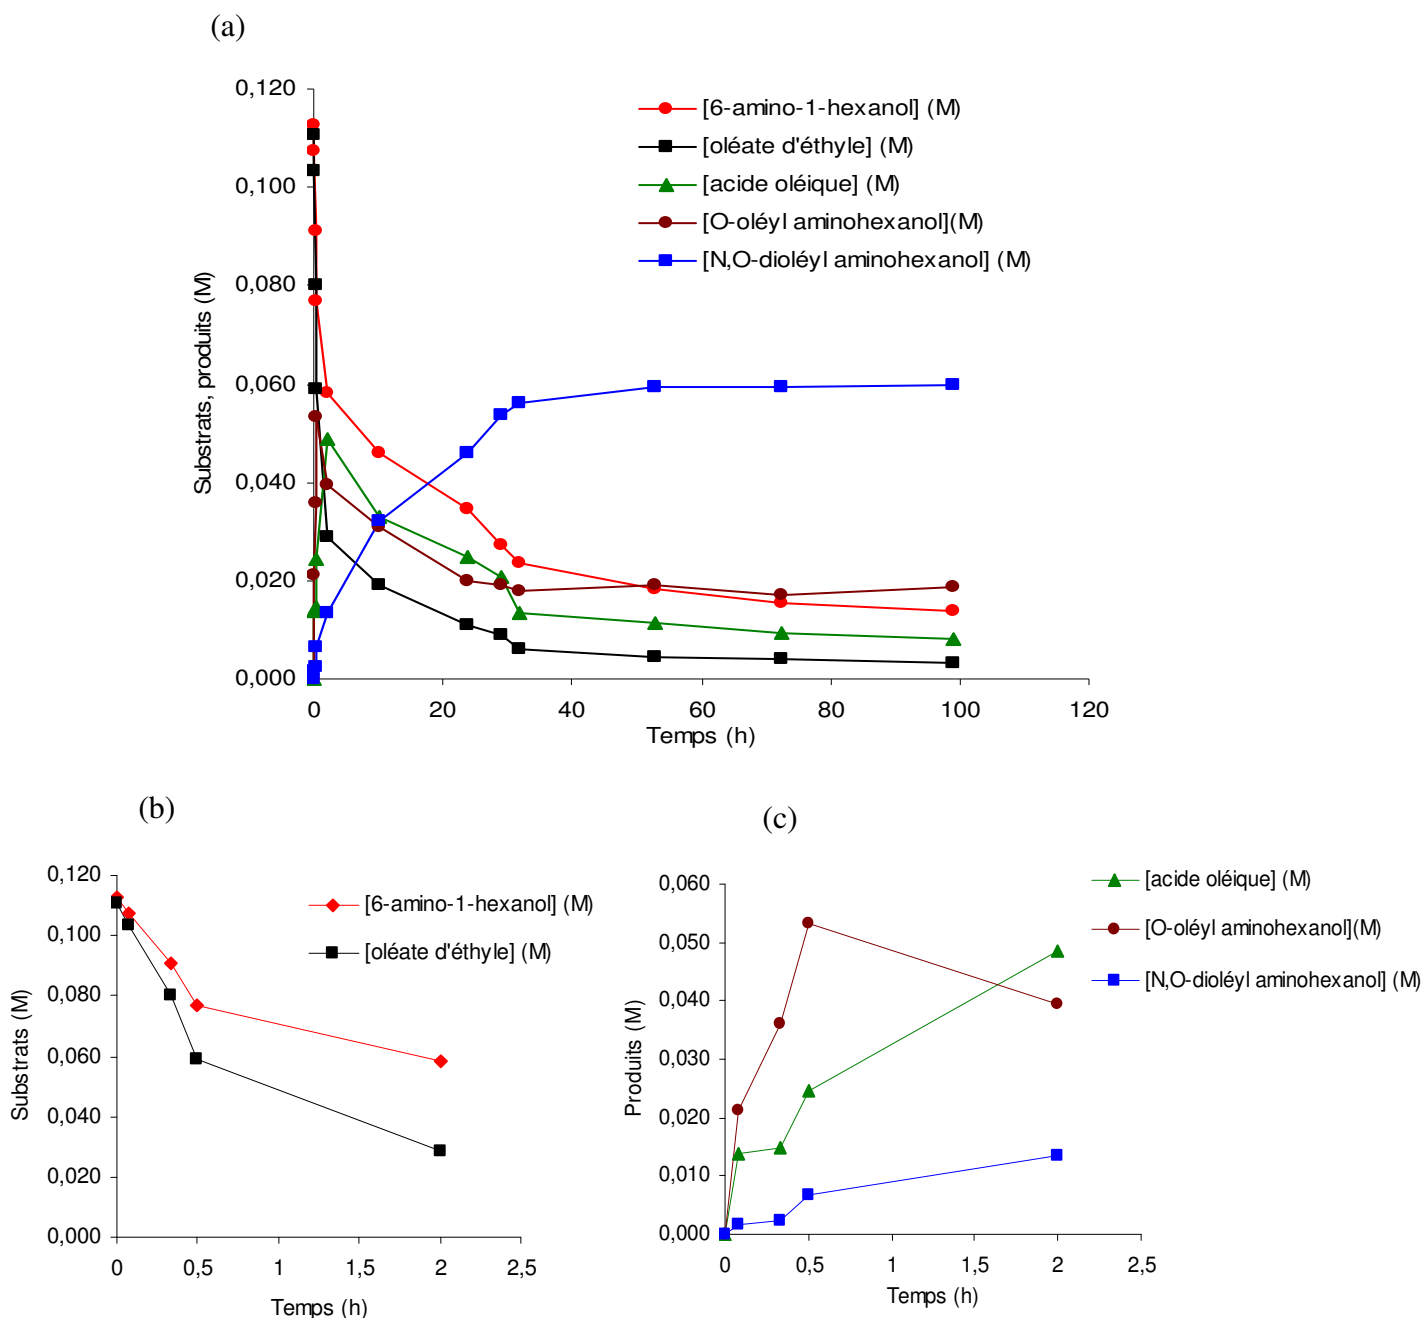 (a)
0,120
0,100
0,080
0,060
0,040
0,020
0,000
Substrats, produits (M)
0 20 40 60 80 100 120
Temps (h)
[6-amino-1-hexanol] (M)
[oléate d'éthyle] (M)
[acide oléique] (M)
[O-oléyl aminohexanol](M)
[N,O-dioléyl aminohexanol] (M)
(b)
0,120
0,100
0,080
0,060
0,040
0,020
0,000
Substrats (M)
0 0,5 1 1,5 2 2,5
Temps (h)
[6-amino-1-hexanol] (M)
[oléate d'éthyle] (M)
(c)
0,060
0,050
0,040
0,030
0,020
0,010
0,000
Produits (M)
0 0,5 1 1,5 2 2,5
Temps (h)
[acide oléique] (M)
[O-oléyl aminohexanol](M)
[N,O-dioléyl aminohexanol] (M)